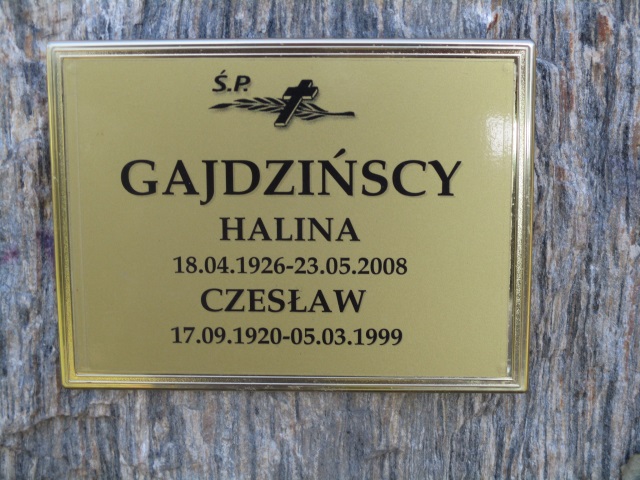 Ś.P.
GAJDZIŃSCY
HALINA
18.04.1926-23.05.2008
CZESŁAW
17.09.1920-05.03.1999